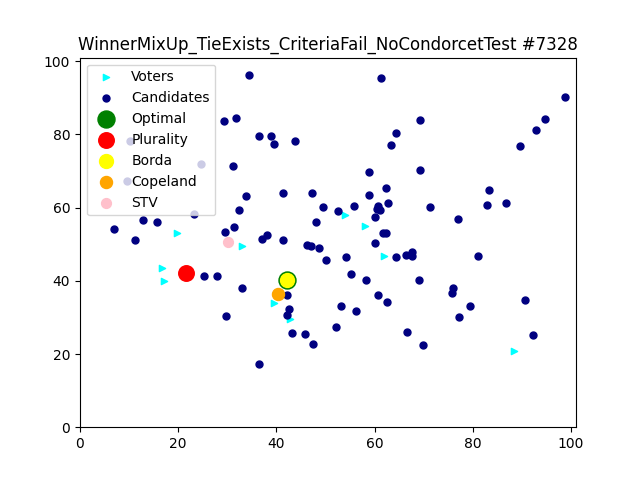 WinnerMixUp_TieExists_CriteriaFail_NoCondorcetTest #7328
100
80
60
40
20
0
Voters
Candidates
Optimal
Plurality
Borda
Copeland
STV
0 20 40 60 80 100